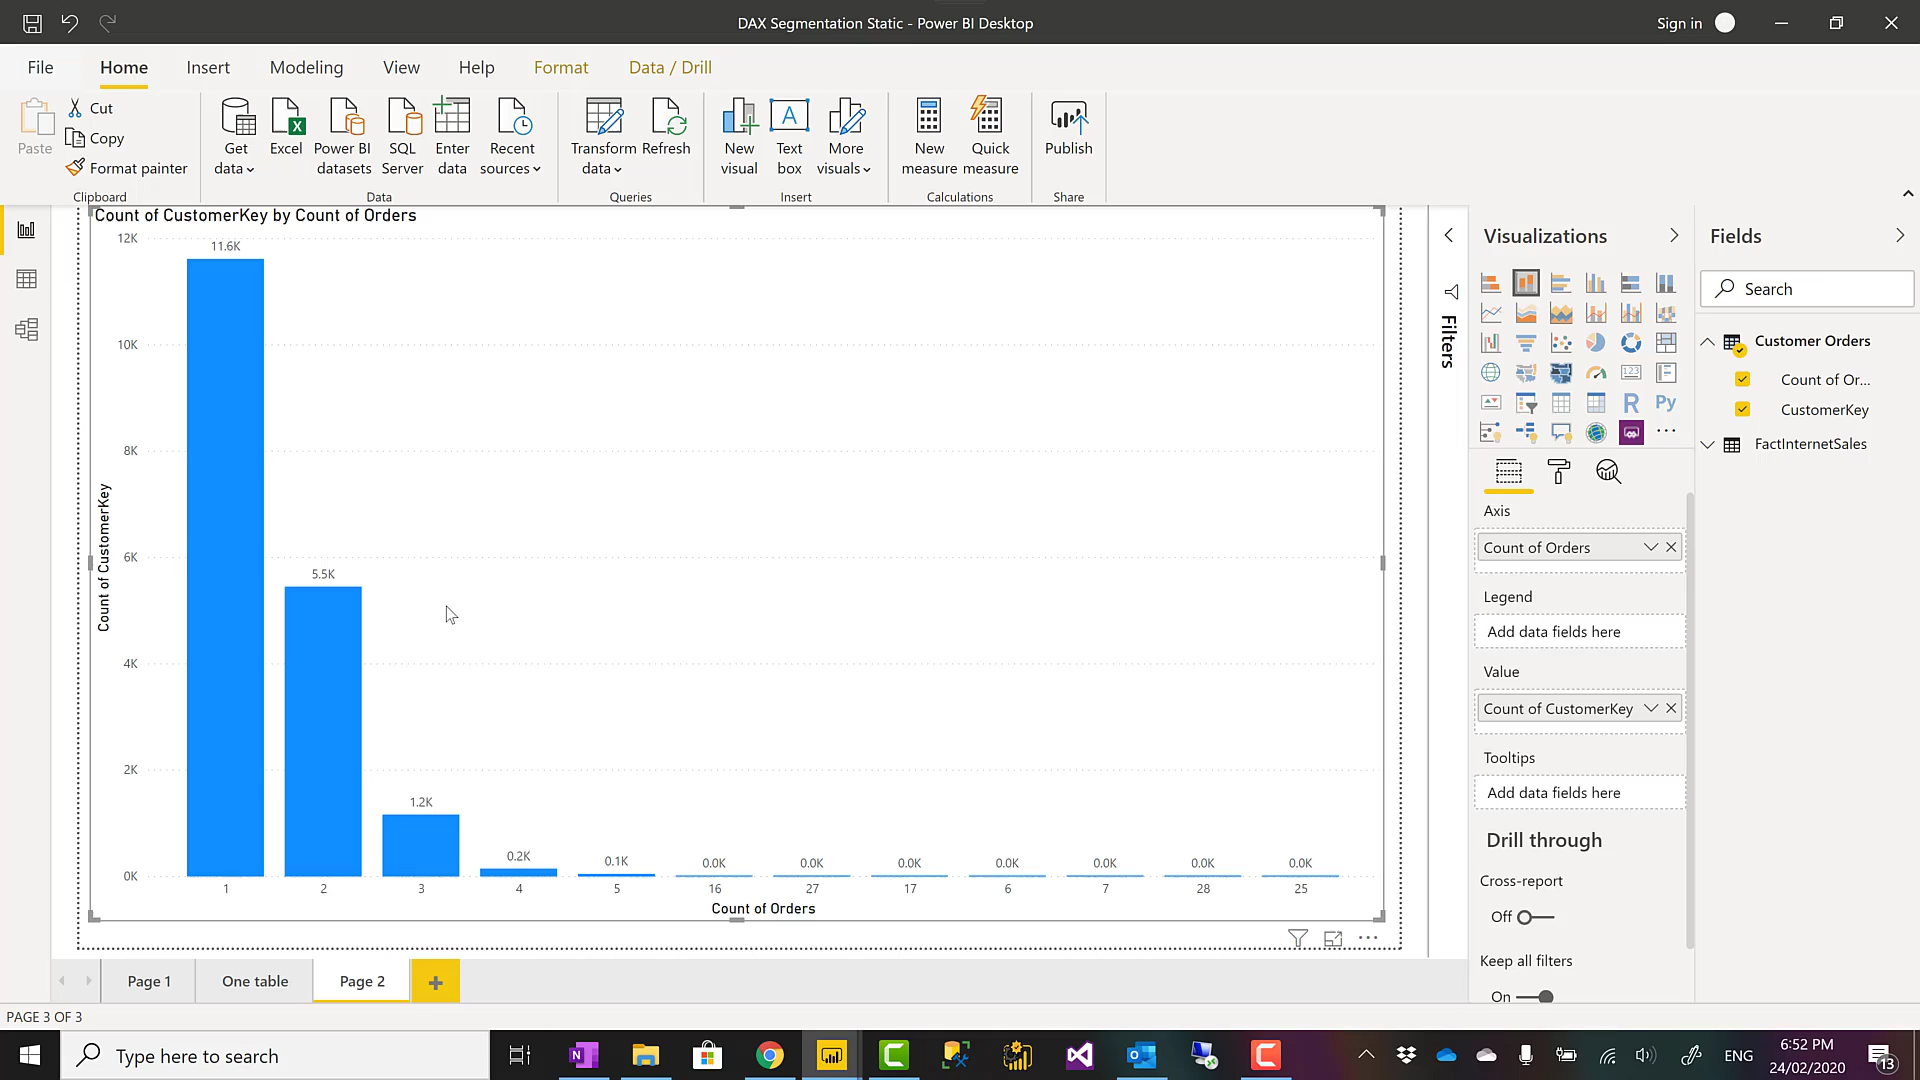 DAX Segmentation Static - Power BI Desktop
Sign in
File Home Insert Modeling View Help Format Data / Drill
Paste
Cut
Copy
Format painter
Clipboard
Get data
Excel
Power BI datasets
SQL Server
Enter data
Recent sources
Data
Transform data
Refresh
Queries
New visual
Text box
More visuals
Insert
New measure
Quick measure
Calculations
Publish
Share
Count of CustomerKey by Count of Orders
12K
10K
8K
6K
4K
2K
0K
Count of CustomerKey
11.6K
5.5K
1.2K
0.2K
0.1K
0.0K
0.0K
0.0K
0.0K
0.0K
0.0K
0.0K
1 2 3 4 5 16 27 17 6 7 28 25
Count of Orders
Filters
Visualizations
123
R
Py
Axis
Count of Orders
Legend
Add data fields here
Value
Count of CustomerKey
Tooltips
Add data fields here
Drill through
Cross-report
Off
Keep all filters
On
Fields
Search
Customer Orders
Count of Or...
CustomerKey
FactInternetSales
Page 1
One table
Page 2
PAGE 3 OF 3
Type here to search
ENG
6:52 PM
24/02/2020
13